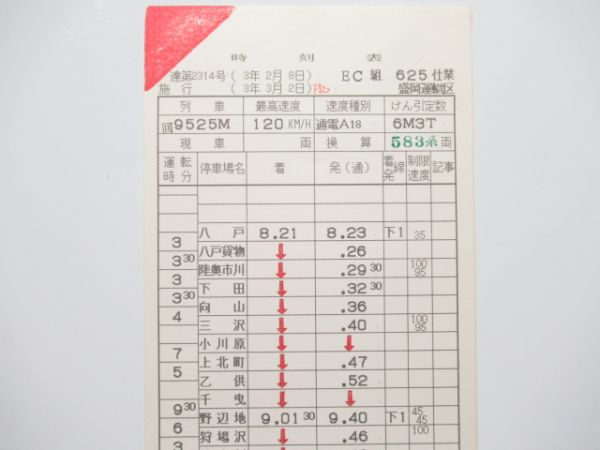 時刻表
達第2314号 (3年2月8日) EC組 625仕業
施行 (3年3月2日) 盛岡運転区
列車 最高速度 速度種別 けん引定数
回9525M 120KM/H 通電A18 6M3T
現車 両 換算 583系 両
運転時分 停車場名 着 発(通) 着発線 制限速度 記事
八戸 8.21 8.23 下1 35
3
八戸貨物 ↓ .26
3 30
陸奥市川 ↓ .29 30 100 95
3
下田 ↓ .32 30
3 30
向山 ↓ .36
4
三沢 ↓ .40 100 95
小川原 ↓ ↓
7
上北町 ↓ .47
5
乙供 ↓ .52
千曳 ↓ ↓
9 30
野辺地 9.01 30 9.40 下1 45 45
6
狩場沢 ↓ .46 100
3